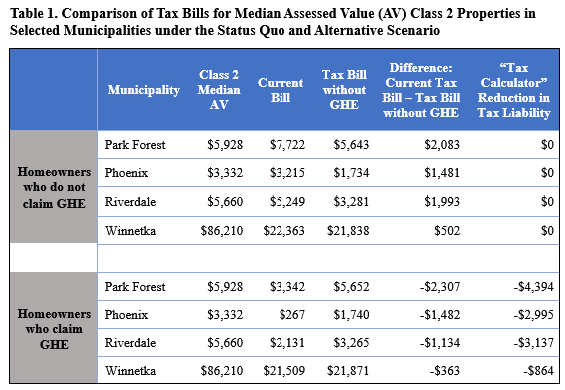 Table 1. Comparison of Tax Bills for Median Assessed Value (AV) Class 2 Properties in
Selected Municipalities under the Status Quo and Alternative Scenario
Municipality Class 2 Median AV Current Bill Tax Bill without GHE Difference: Current Tax Bill – Tax Bill without GHE "Tax Calculator" Reduction in Tax Liability
Homeowners who do not claim GHE
Park Forest $5,928 $7,722 $5,643 $2,083 $0
Phoenix $3,332 $3,215 $1,734 $1,481 $0
Riverdale $5,660 $5,249 $3,281 $1,993 $0
Winnetka $86,210 $22,363 $21,838 $502 $0
Homeowners who claim GHE
Park Forest $5,928 $3,342 $5,652 -$2,307 -$4,394
Phoenix $3,332 $267 $1,740 -$1,482 -$2,995
Riverdale $5,660 $2,131 $3,265 -$1,134 -$3,137
Winnetka $86,210 $21,509 $21,871 -$363 -$864